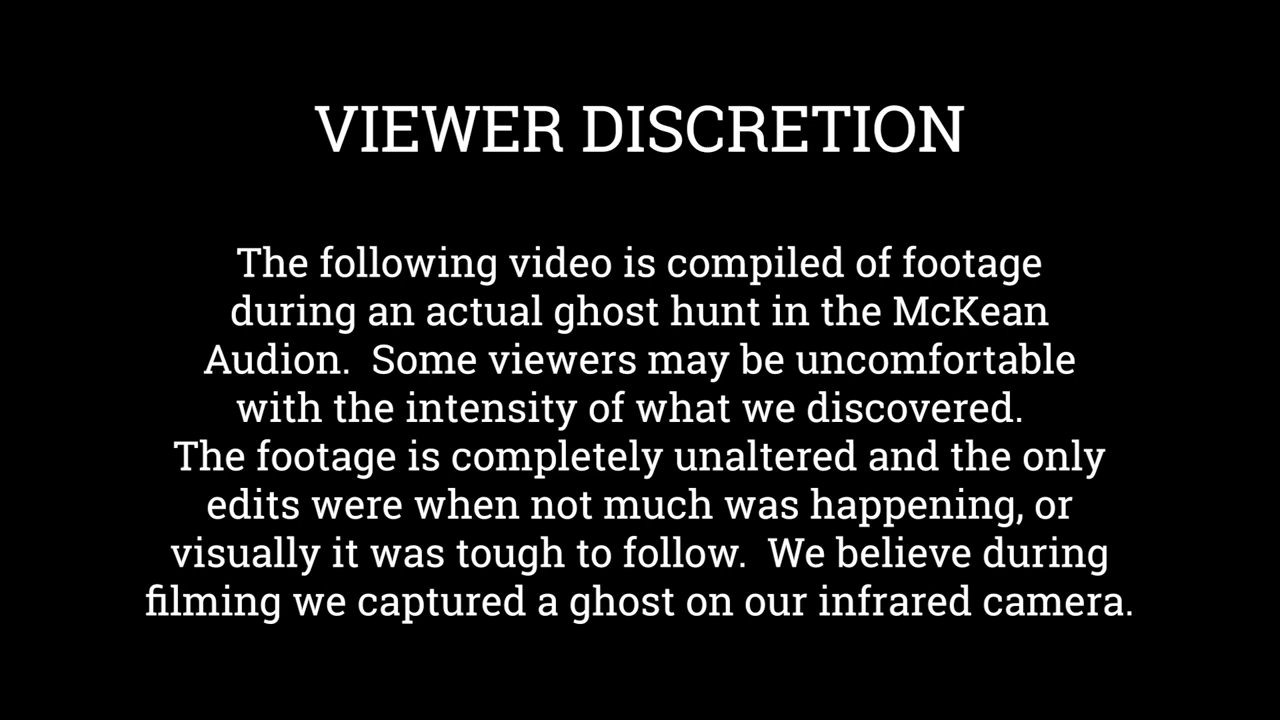 VIEWER DISCRETION
The following video is compiled of footage
during an actual ghost hunt in the McKean
Audion.  Some viewers may be uncomfortable
with the intensity of what we discovered.
The footage is completely unaltered and the only
edits were when not much was happening, or
visually it was tough to follow.  We believe during
filming we captured a ghost on our infrared camera.